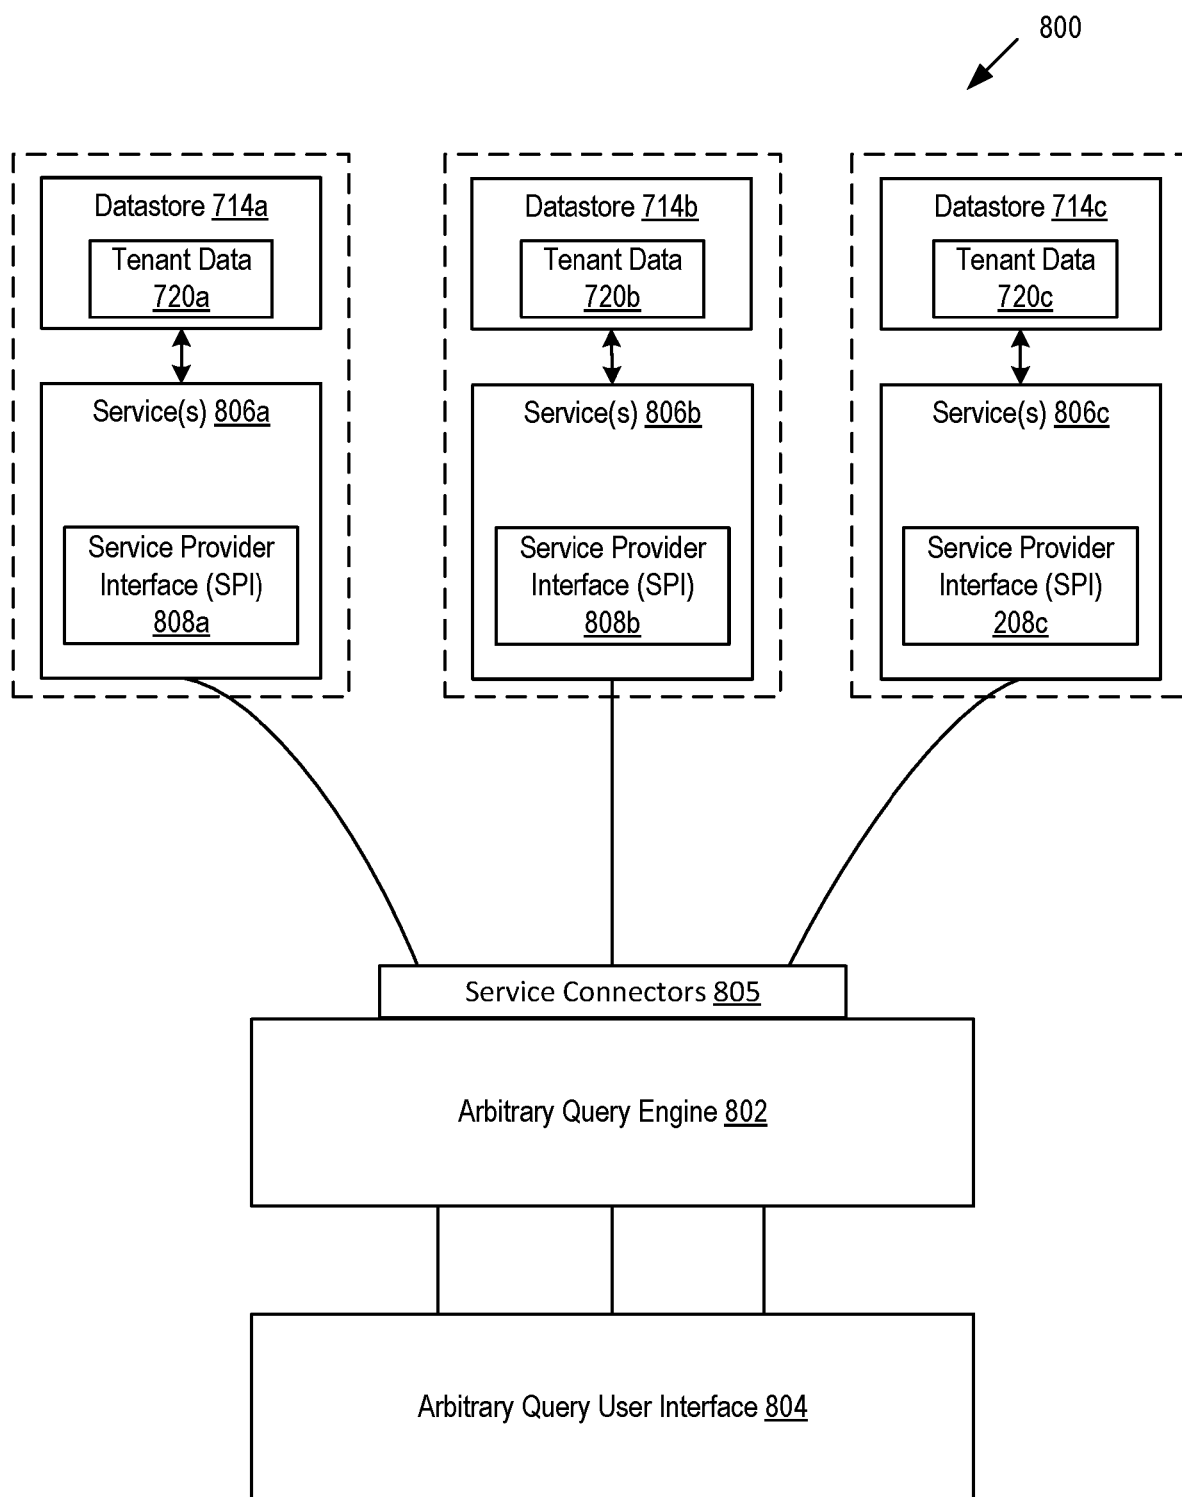 800
Datastore 714a
Tenant Data
720a
Service(s) 806a
Service Provider
Interface (SPI)
808a
Datastore 714b
Tenant Data
720b
Service(s) 806b
Service Provider
Interface (SPI)
808b
Datastore 714c
Tenant Data
720c
Service(s) 806c
Service Provider
Interface (SPI)
208c
Service Connectors 805
Arbitrary Query Engine 802
Arbitrary Query User Interface 804